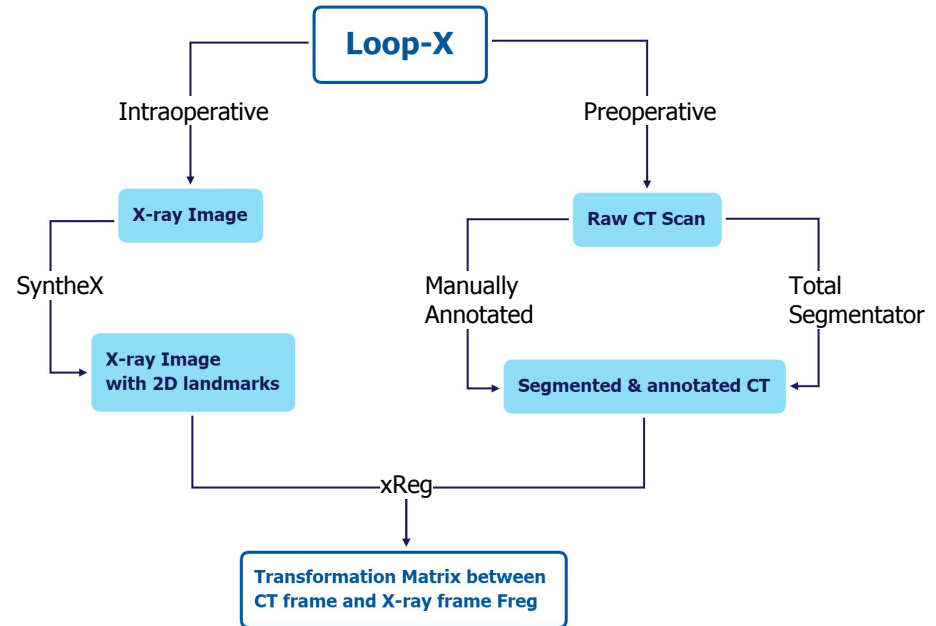 Loop-X
Intraoperative
Preoperative
X-ray Image
Raw CT Scan
SyntheX
Manually
Annotated
Total
Segmentator
X-ray Image
with 2D landmarks
Segmented & annotated CT
xReg
Transformation Matrix between
CT frame and X-ray frame Freg